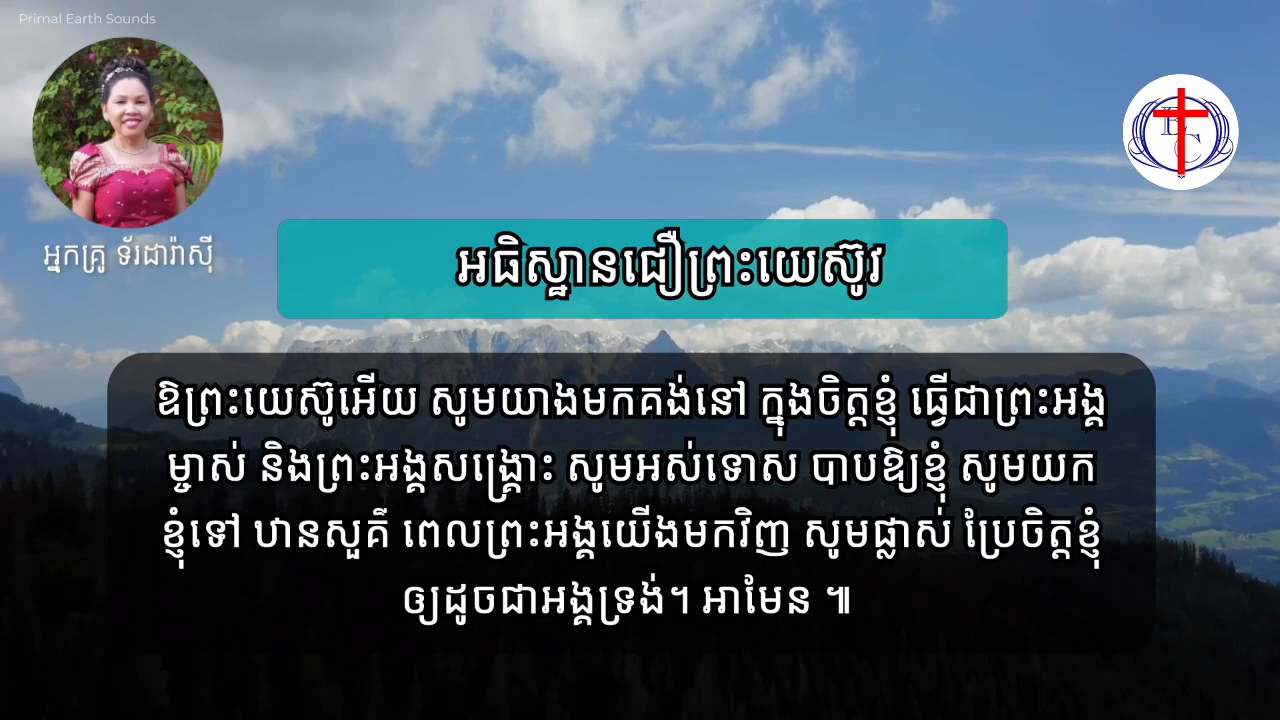 Primal Earth Sounds
អ្នកគ្រូ ទ័រដារ៉ាស៊ី
អធិស្ឋានជឿព្រះយេស៊ូវ
ឱព្រះយេស៊ូអើយ សូមយាងមកគង់នៅ ក្នុងចិត្តខ្ញុំ ធ្វើជាព្រះអង្គ
ម្ចាស់ និងព្រះអង្គសង្គ្រោះ សូមអស់ទោស បាបឱ្យខ្ញុំ សូមយក
ខ្ញុំទៅ ឋានសួគ៌ ពេលព្រះអង្គយើងមកវិញ សូមផ្លាស់ ប្រែចិត្តខ្ញុំ
ឲ្យដូចជាអង្គទ្រង់។ អាមែន ៕